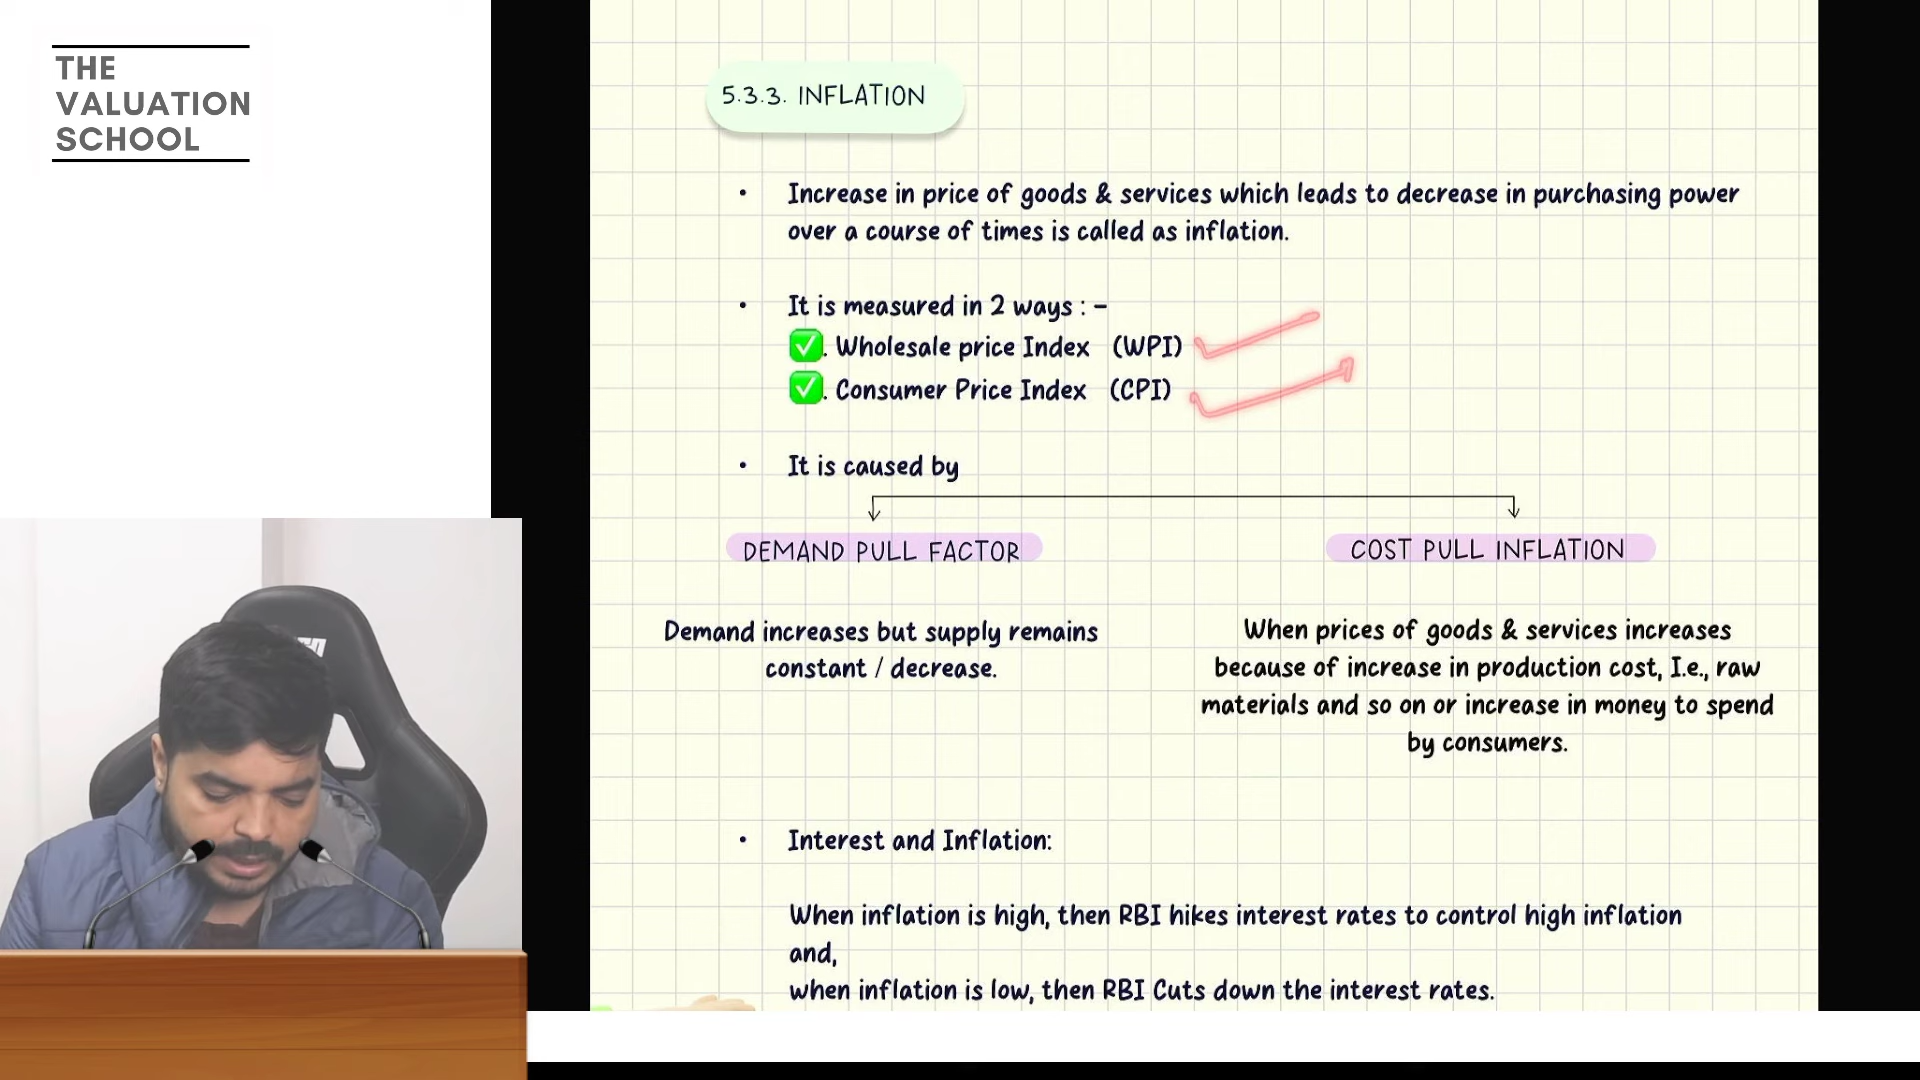 THE
VALUATION
SCHOOL
5.3.3. INFLATION
• Increase in price of goods & services which leads to decrease in purchasing power
over a course of times is called as inflation.
• It is measured in 2 ways : -
✅. Wholesale price Index (WPI)
✅. Consumer Price Index (CPI)
• It is caused by
DEMAND PULL FACTOR
Demand increases but supply remains
constant / decrease.
COST PULL INFLATION
When prices of goods & services increases
because of increase in production cost, I.e., raw
materials and so on or increase in money to spend
by consumers.
• Interest and Inflation:
When inflation is high, then RBI hikes interest rates to control high inflation
and,
when inflation is low, then RBI Cuts down the interest rates.